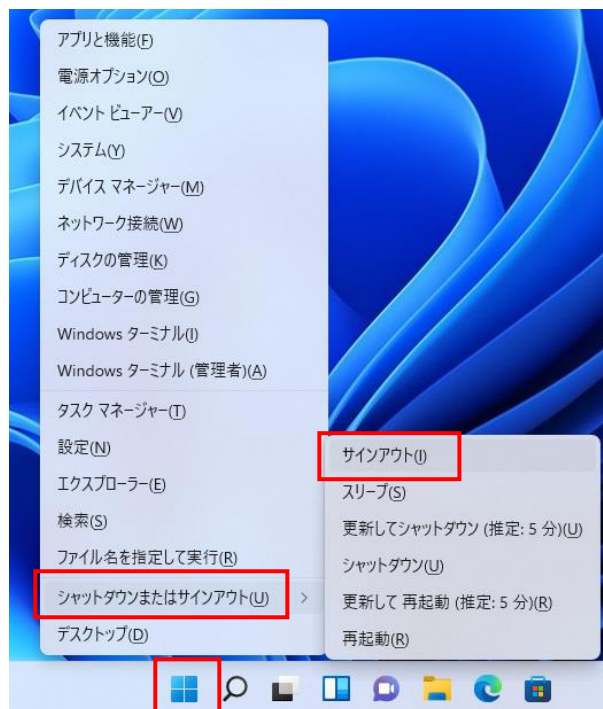 アプリと機能(F)
電源オプション(O)
イベント ビューアー(V)
システム(Y)
デバイス マネージャー(M)
ネットワーク接続(W)
ディスクの管理(K)
コンピューターの管理(G)
Windows ターミナル(I)
Windows ターミナル (管理者)(A)
タスク マネージャー(T)
設定(N)
エクスプローラー(E)
検索(S)
ファイル名を指定して実行(R)
シャットダウンまたはサインアウト(U)
デスクトップ(D)
サインアウト(I)
スリープ(S)
更新してシャットダウン (推定: 5 分)(U)
シャットダウン(U)
更新して 再起動 (推定: 5 分)(R)
再起動(R)